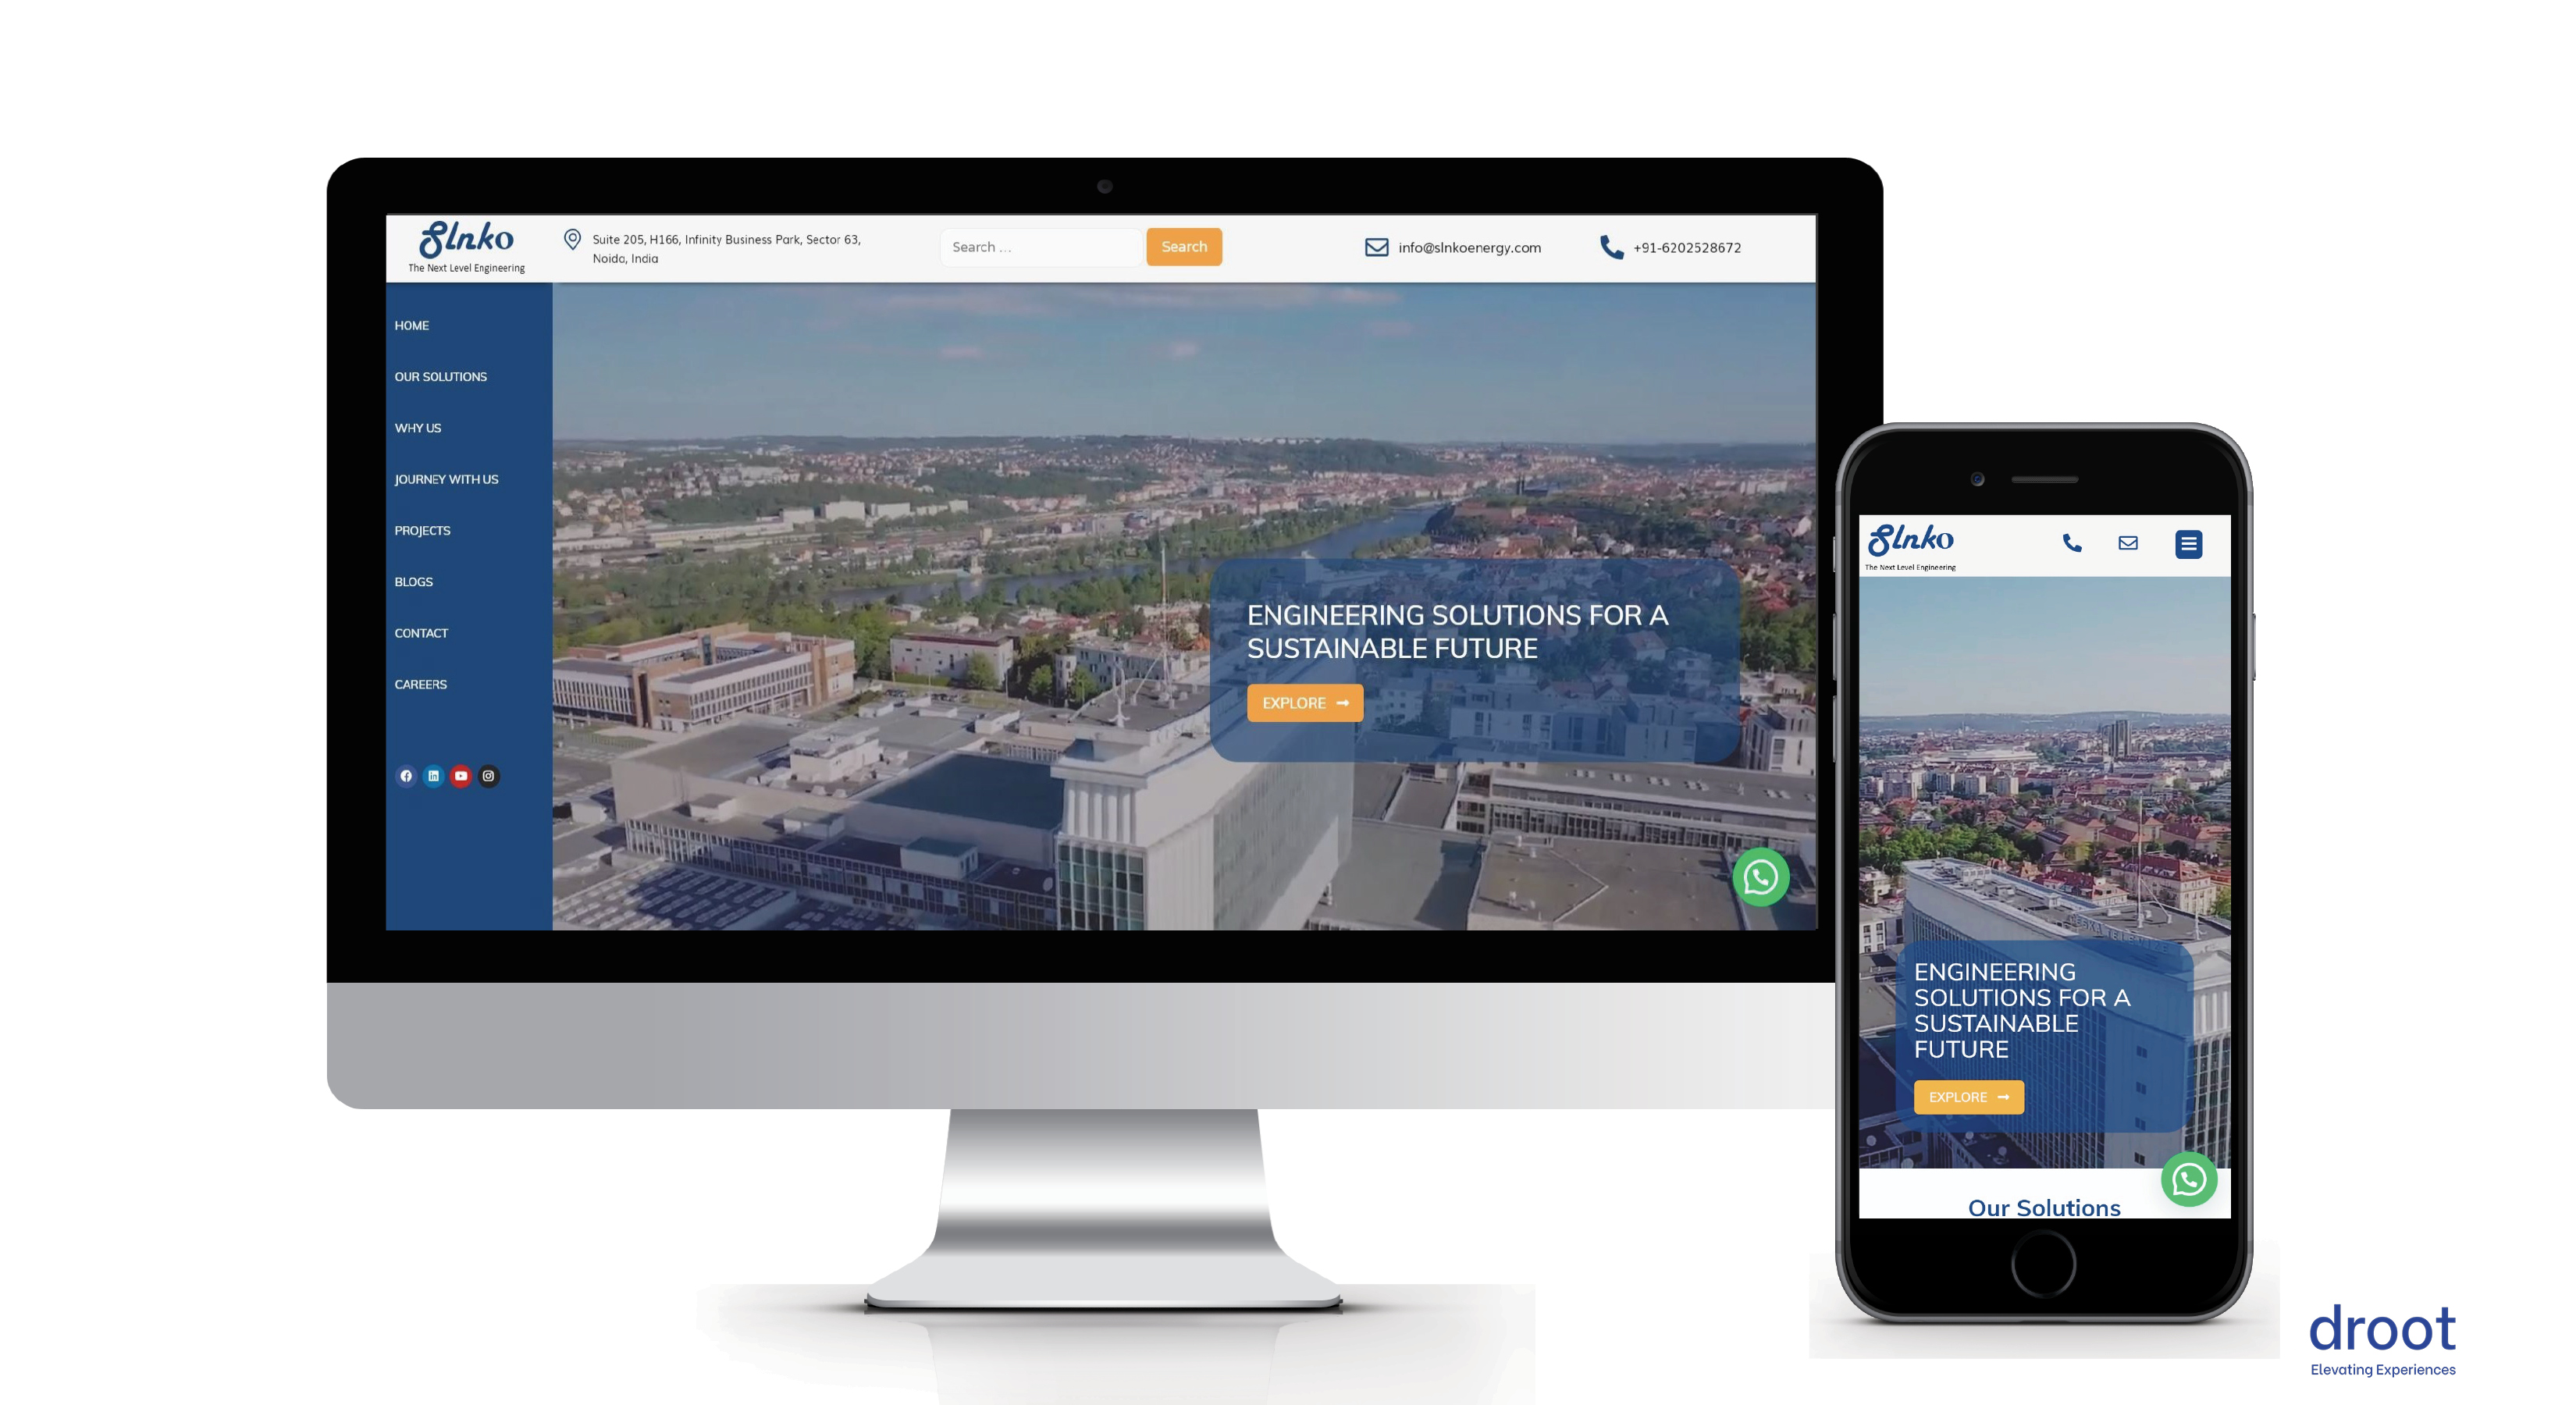 Slnko
The Next Level Engineering
Suite 205, H166, Infinity Business Park, Sector 63,
Noida, India
Search ...
Search
info@slnkoenergy.com
+91-6202528672
HOME
OUR SOLUTIONS
WHY US
JOURNEY WITH US
PROJECTS
BLOGS
CONTACT
CAREERS
ENGINEERING SOLUTIONS FOR A
SUSTAINABLE FUTURE
EXPLORE
Slnko
The Next Level Engineering
ENGINEERING
SOLUTIONS FOR A
SUSTAINABLE
FUTURE
EXPLORE
Our Solutions
droot
Elevating Experiences